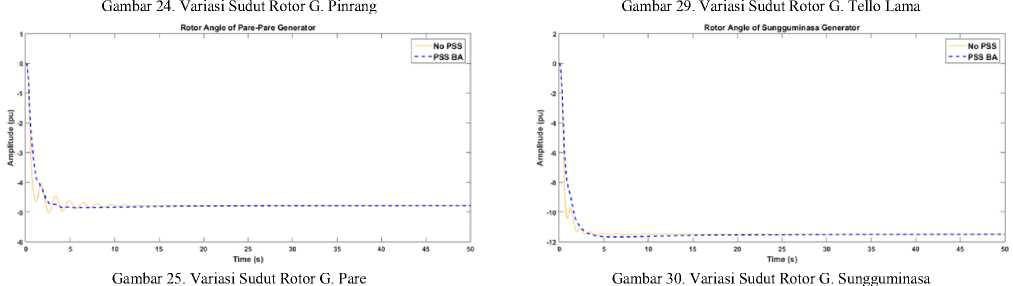 Gambar 24. Variasi Sudut Rotor G. Pinrang
Rotor Angle of Pare-Pare Generator
No PSS
PSS BA
Amplitude (pu)
1
0
-1
-2
-3
-4
-5
-6
0 5 10 15 20 25 30 35 40 45 50
Time (s)
Gambar 25. Variasi Sudut Rotor G. Pare
Gambar 29. Variasi Sudut Rotor G. Tello Lama
Rotor Angle of Sungguminasa Generator
No PSS
PSS BA
Amplitude (pu)
2
0
-2
-4
-6
-8
-10
-12
0 5 10 15 20 25 30 35 40 45 50
Time (s)
Gambar 30. Variasi Sudut Rotor G. Sungguminasa